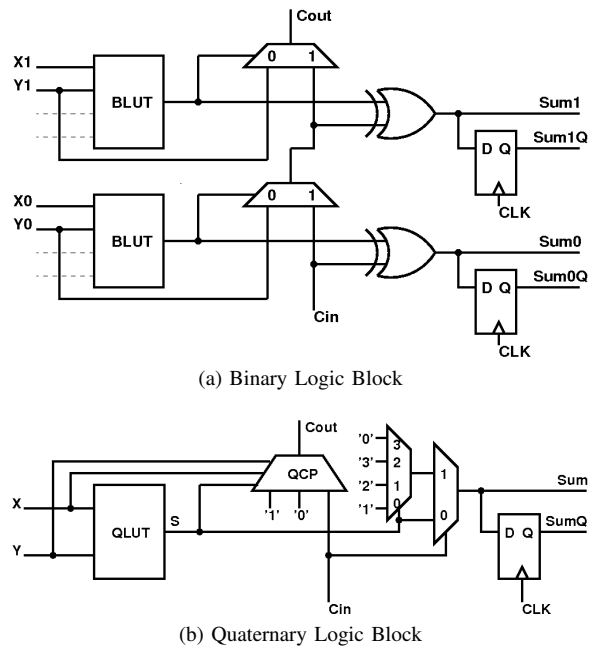 Cout
X1
0 1
Y1
BLUT
Sum1
D Q
Sum1Q
CLK
X0
0 1
Y0
BLUT
Sum0
D Q
Sum0Q
Cin
CLK
(a) Binary Logic Block
Cout
'0'
3
'3'
2
QCP
'2'
1
1
X
'1' '0'
'1'
0
Sum
QLUT
S
0
D Q
SumQ
Y
Cin
CLK
(b) Quaternary Logic Block